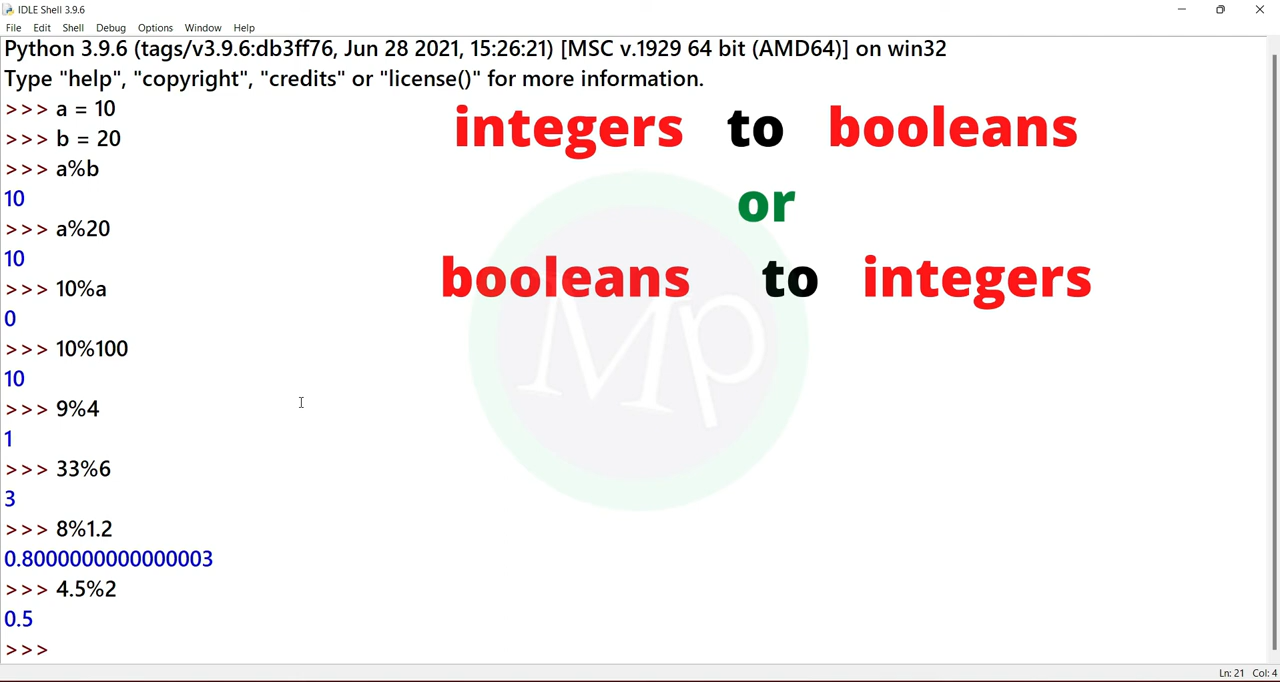 IDLE Shell 3.9.6
File Edit Shell Debug Options Window Help
Python 3.9.6 (tags/v3.9.6:db3ff76, Jun 28 2021, 15:26:21) [MSC v.1929 64 bit (AMD64)] on win32
Type "help", "copyright", "credits" or "license()" for more information.
>>> a = 10
>>> b = 20
>>> a%b
10
>>> a%20
10
>>> 10%a
0
>>> 10%100
10
>>> 9%4
1
>>> 33%6
3
>>> 8%1.2
0.8000000000000003
>>> 4.5%2
0.5
>>>
integers to booleans
or
booleans to integers
Mp
Ln: 21 Col: 4